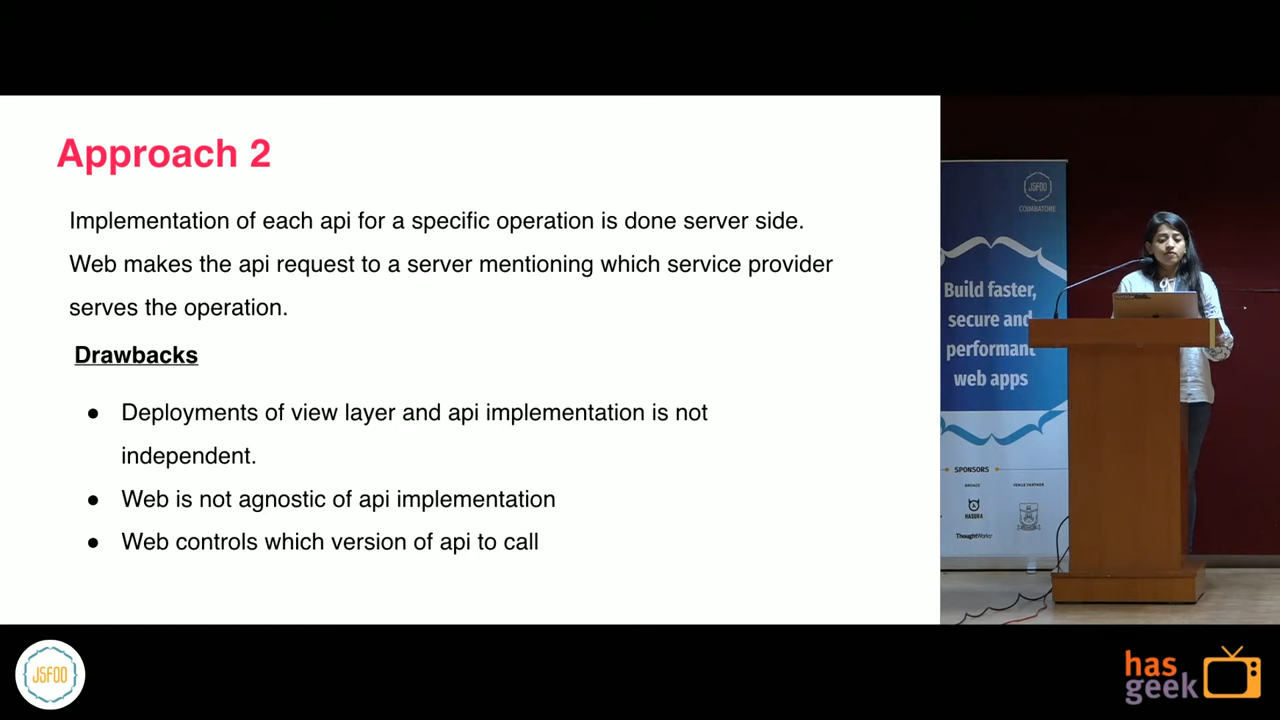 Approach 2
Implementation of each api for a specific operation is done server side.
Web makes the api request to a server mentioning which service provider
serves the operation.
Drawbacks
● Deployments of view layer and api implementation is not
independent.
● Web is not agnostic of api implementation
● Web controls which version of api to call
JSFOO
COIMBATORE
Build faster,
secure and
performant
web apps
SPONSORS
BRONZE
VENUE PARTNER
HASURA
ThoughtWorks
JSFOO
has
geek